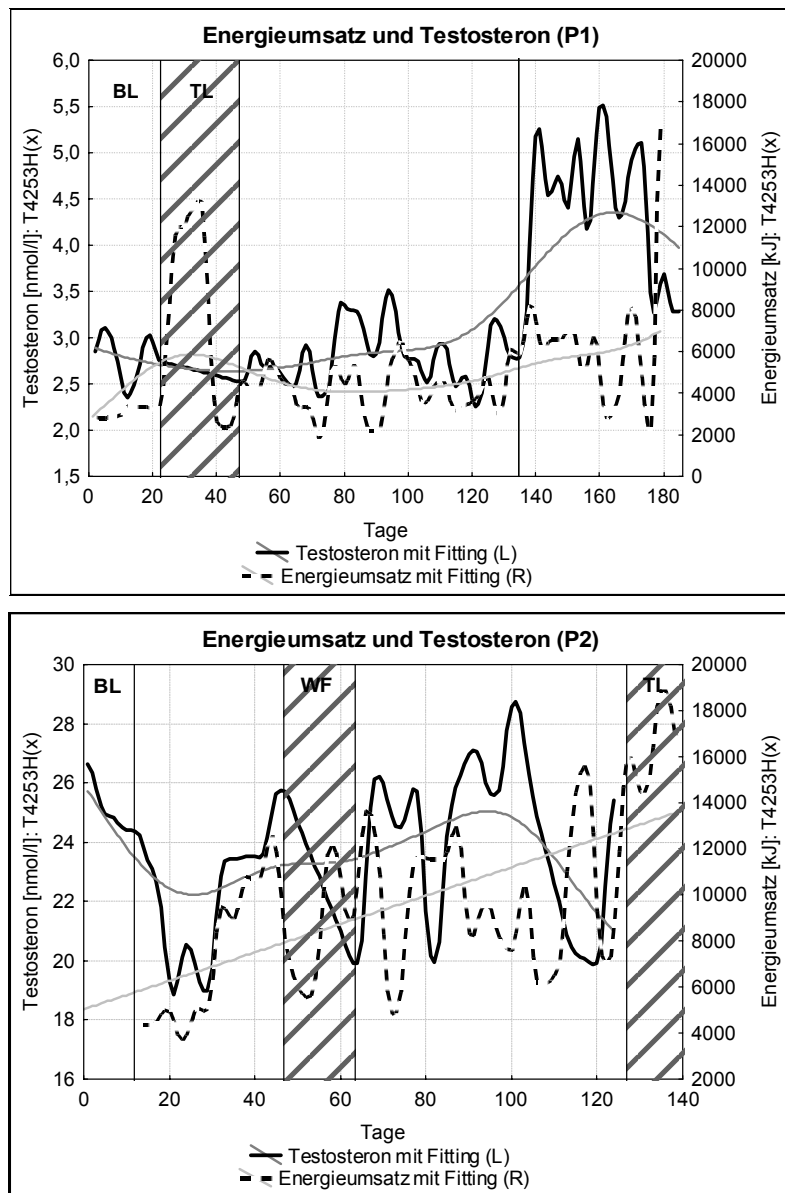 Energieumsatz und Testosteron (P1)
6,0
5,5
5,0
4,5
4,0
3,5
3,0
2,5
2,0
1,5
Testosteron [nmol/l]: T4253H(x)
BL
TL
20000
18000
16000
14000
12000
10000
8000
6000
4000
2000
0
Energieumsatz [kJ]: T4253H(x)
0 20 40 60 80 100 120 140 160 180
Tage
Testosteron mit Fitting (L)
Energieumsatz mit Fitting (R)
Energieumsatz und Testosteron (P2)
30
28
26
24
22
20
18
16
Testosteron [nmol/l]: T4253H(x)
BL
WF
TL
20000
18000
16000
14000
12000
10000
8000
6000
4000
2000
Energieumsatz [kJ]: T4253H(x)
0 20 40 60 80 100 120 140
Tage
Testosteron mit Fitting (L)
Energieumsatz mit Fitting (R)